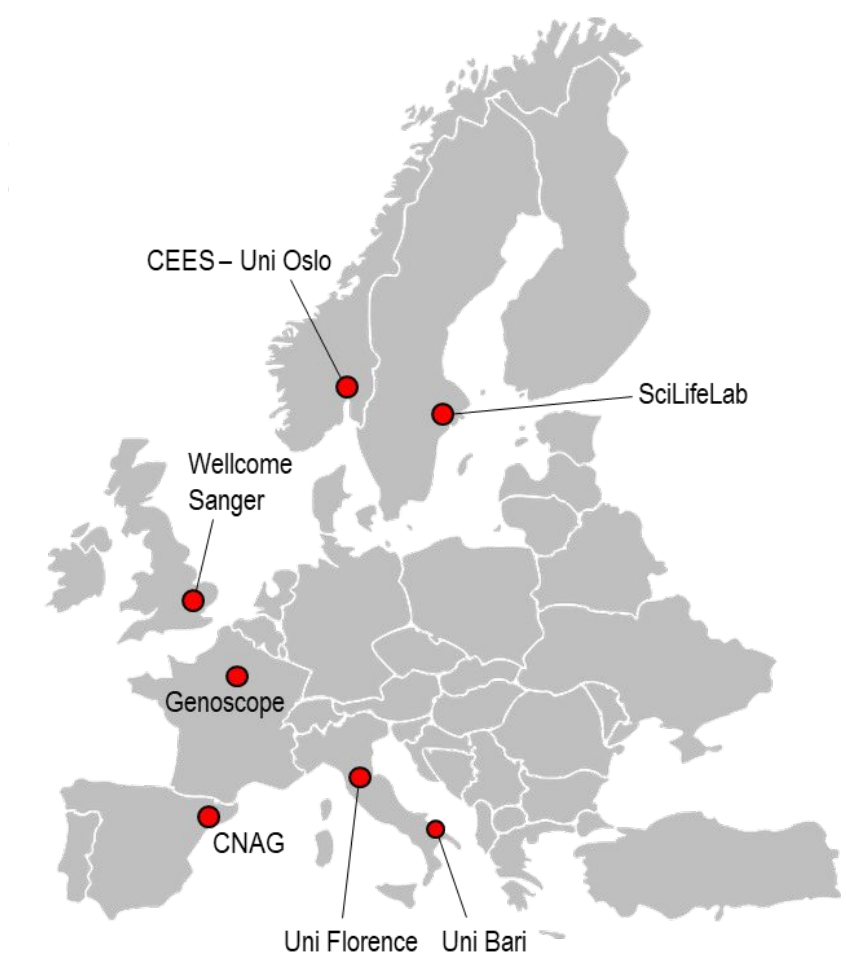 CEES – Uni Oslo
SciLifeLab
Wellcome
Sanger
Genoscope
CNAG
Uni Florence
Uni Bari